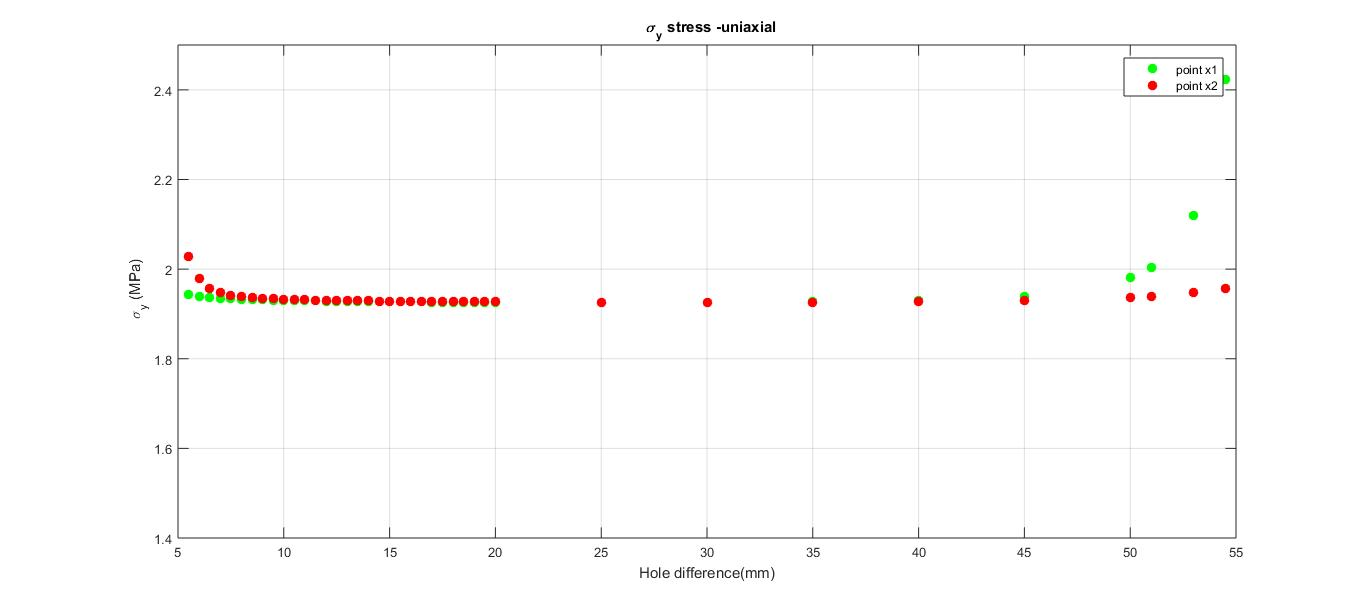 σy stress -uniaxial
point x1
point x2
2.4
2.2
2
1.8
1.6
1.4
σy (MPa)
5 10 15 20 25 30 35 40 45 50 55
Hole difference(mm)